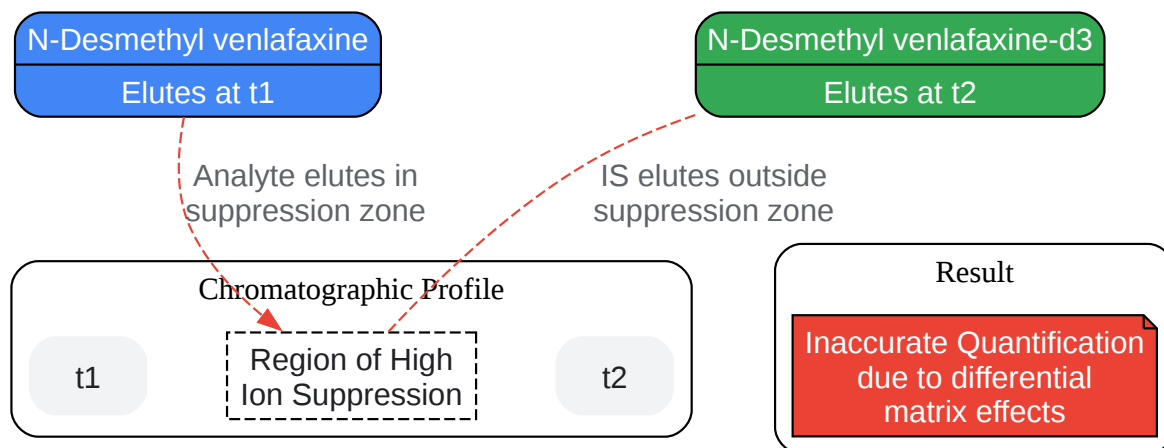 N-Desmethyl venlafaxine
Elutes at t1
N-Desmethyl venlafaxine-d3
Elutes at t2
Analyte elutes in
suppression zone
IS elutes outside
suppression zone
Chromatographic Profile
t1
Region of High
Ion Suppression
t2
Result
Inaccurate Quantification
due to differential
matrix effects